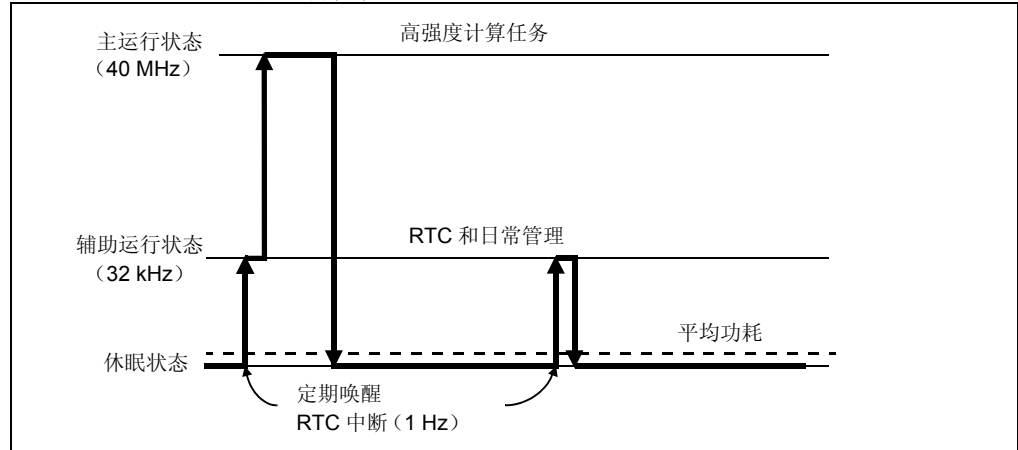 主运行状态
（40 MHz）
高强度计算任务
辅助运行状态
（32 kHz）
RTC 和日常管理
休眠状态
平均功耗
定期唤醒
RTC 中断（1 Hz）